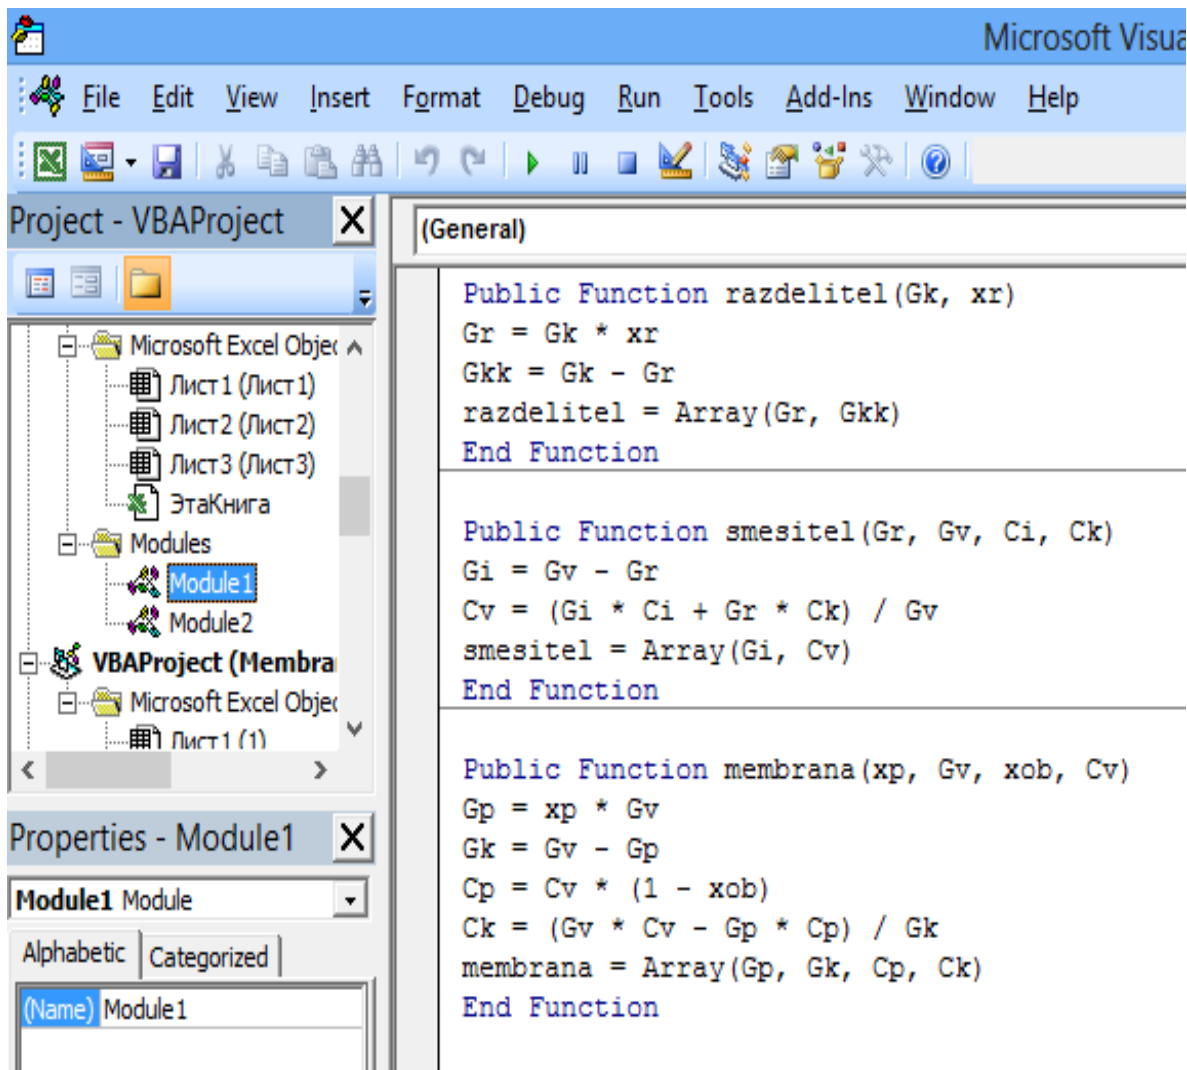 Microsoft Visua
File Edit View Insert Format Debug Run Tools Add-Ins Window Help
Project - VBAProject
Microsoft Excel Objec
Лист1 (Лист1)
Лист2 (Лист2)
Лист3 (Лист3)
ЭтаКнига
Modules
Module1
Module2
VBAProject (Membra
Microsoft Excel Objec
Лист1 (1)
Properties - Module1
Module1 Module
Alphabetic Categorized
(Name) Module1
(General)
Public Function razdelitel(Gk, xr)
Gr = Gk * xr
Gkk = Gk - Gr
razdelitel = Array(Gr, Gkk)
End Function
Public Function smesitel(Gr, Gv, Ci, Ck)
Gi = Gv - Gr
Cv = (Gi * Ci + Gr * Ck) / Gv
smesitel = Array(Gi, Cv)
End Function
Public Function membrana(xp, Gv, xob, Cv)
Gp = xp * Gv
Gk = Gv - Gp
Cp = Cv * (1 - xob)
Ck = (Gv * Cv - Gp * Cp) / Gk
membrana = Array(Gp, Gk, Cp, Ck)
End Function